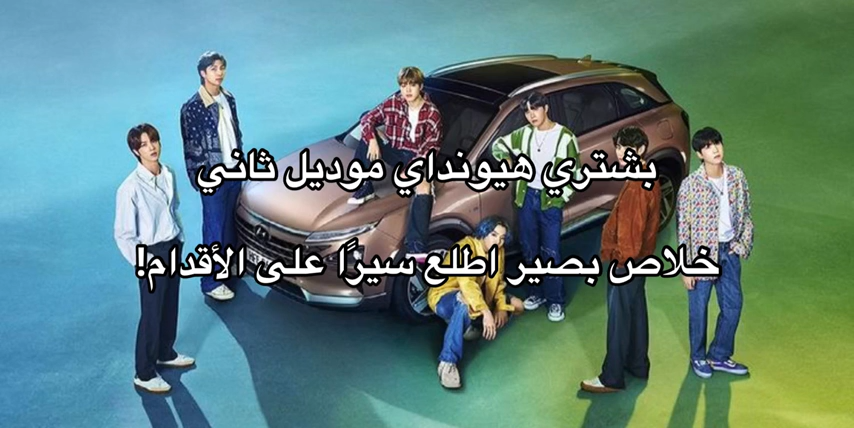 بشتري هيونداي موديل ثاني
خلاص بصير اطلع سيرًا على الأقدام!